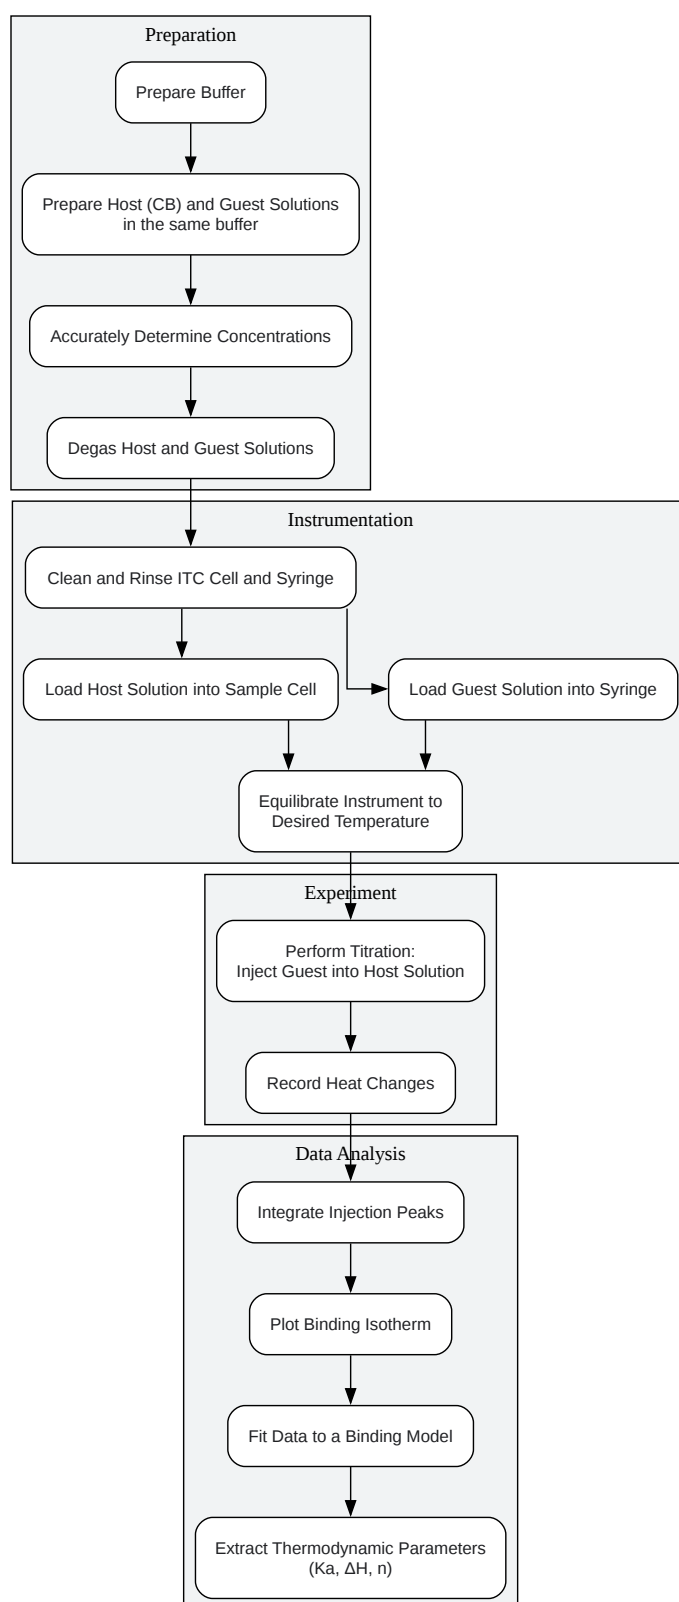 Preparation
Prepare Buffer
Prepare Host (CB) and Guest Solutions
in the same buffer
Accurately Determine Concentrations
Degas Host and Guest Solutions
Instrumentation
Clean and Rinse ITC Cell and Syringe
Load Host Solution into Sample Cell
Load Guest Solution into Syringe
Equilibrate Instrument to
Desired Temperature
Experiment
Perform Titration:
Inject Guest into Host Solution
Record Heat Changes
Data Analysis
Integrate Injection Peaks
Plot Binding Isotherm
Fit Data to a Binding Model
Extract Thermodynamic Parameters
(Ka, ΔH, n)